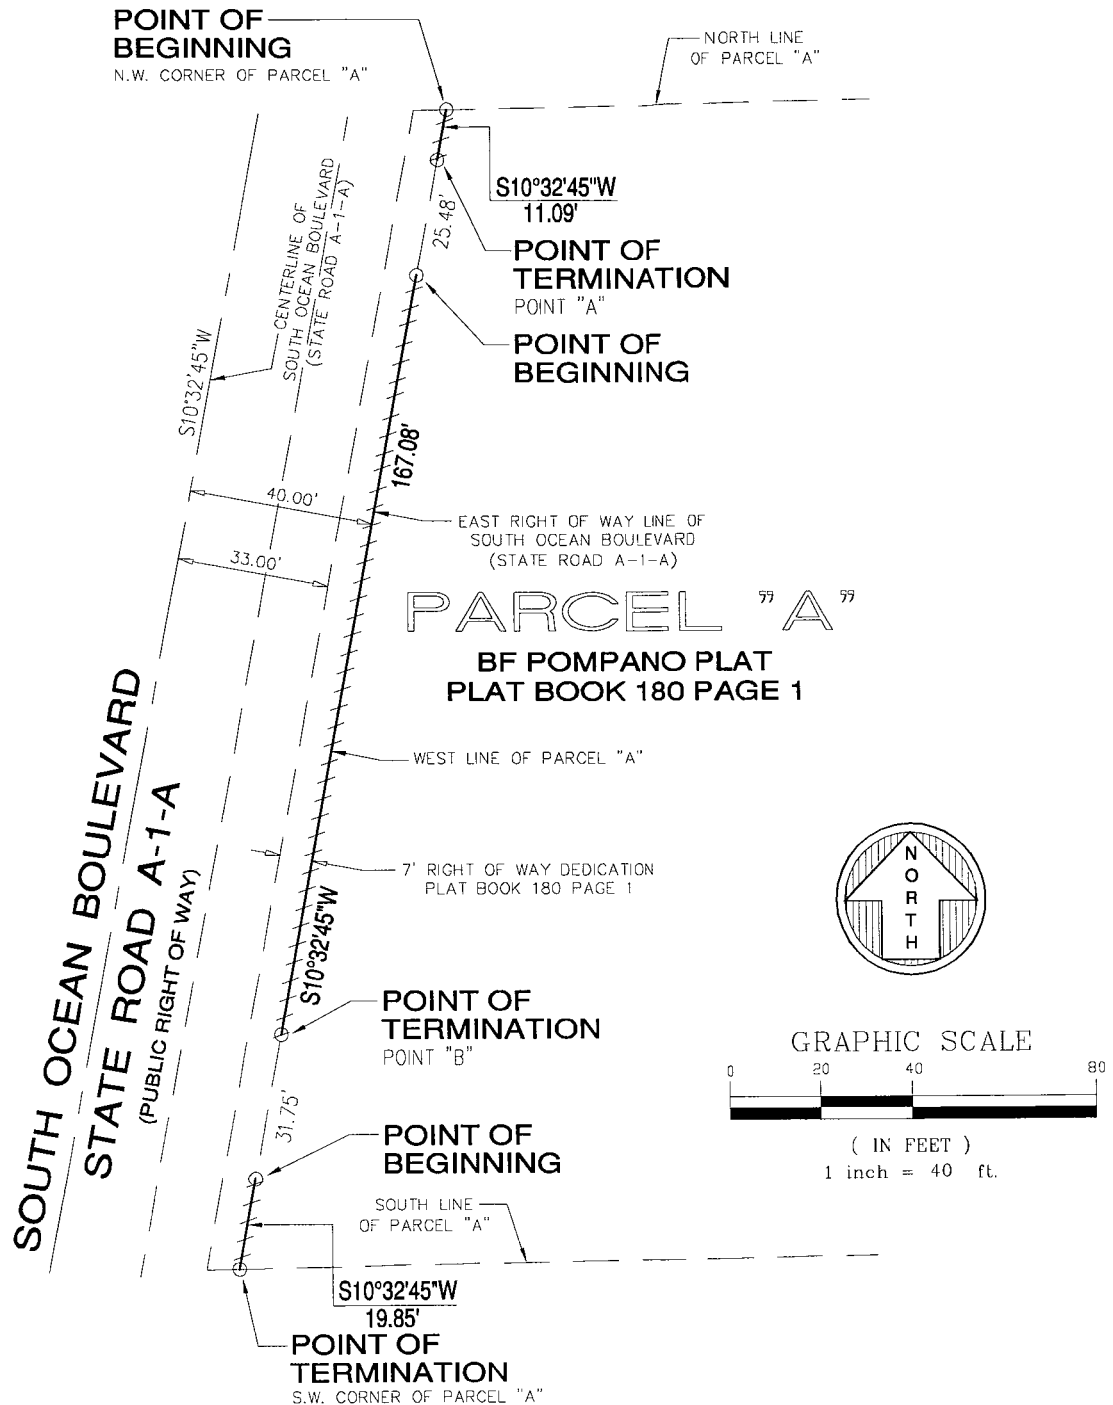 POINT OF
BEGINNING
N.W. CORNER OF PARCEL "A"
NORTH LINE
OF PARCEL "A"
S10°32'45"W
11.09'
25.48'
POINT OF
TERMINATION
POINT "A"
POINT OF
BEGINNING
CENTERLINE OF
SOUTH OCEAN BOULEVARD
(STATE ROAD A-1-A)
S10°32'45"W
167.08'
40.00'
EAST RIGHT OF WAY LINE OF
SOUTH OCEAN BOULEVARD
(STATE ROAD A-1-A)
33.00'
PARCEL "A"
BF POMPANO PLAT
PLAT BOOK 180 PAGE 1
WEST LINE OF PARCEL "A"
7' RIGHT OF WAY DEDICATION
PLAT BOOK 180 PAGE 1
SOUTH OCEAN BOULEVARD
STATE ROAD A-1-A
(PUBLIC RIGHT OF WAY)
S10°32'45"W
NORTH
POINT OF
TERMINATION
POINT "B"
GRAPHIC SCALE
0 20 40 80
( IN FEET )
1 inch = 40 ft.
31.75'
POINT OF
BEGINNING
SOUTH LINE
OF PARCEL "A"
S10°32'45"W
19.85'
POINT OF
TERMINATION
S.W. CORNER OF PARCEL "A"